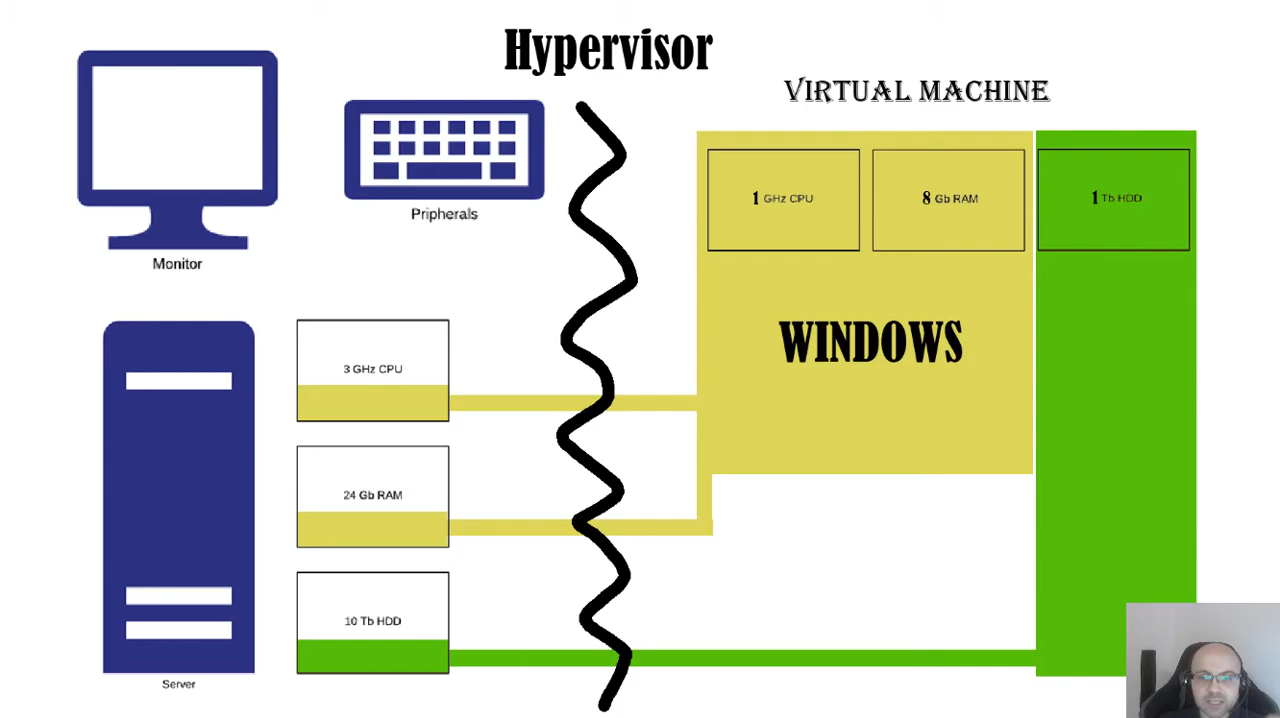 Hypervisor
VIRTUAL MACHINE
1 GHz CPU
8 Gb RAM
1 Tb HDD
Pripherals
Monitor
WINDOWS
3 GHz CPU
24 Gb RAM
10 Tb HDD
Server